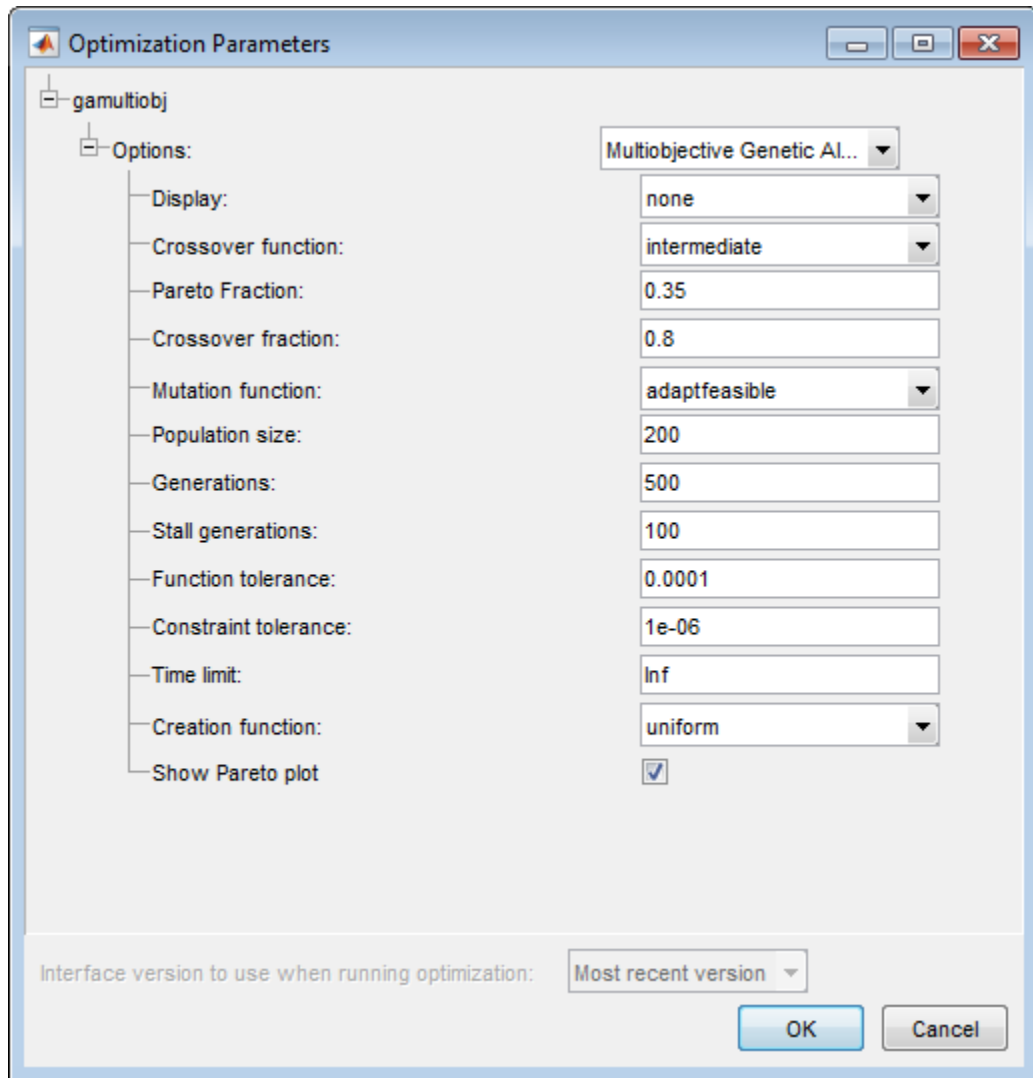 Optimization Parameters
gamultiobj
Options: Multiobjective Genetic Al...
Display: none
Crossover function: intermediate
Pareto Fraction: 0.35
Crossover fraction: 0.8
Mutation function: adaptfeasible
Population size: 200
Generations: 500
Stall generations: 100
Function tolerance: 0.0001
Constraint tolerance: 1e-06
Time limit: Inf
Creation function: uniform
Show Pareto plot
Interface version to use when running optimization: Most recent version
OK Cancel